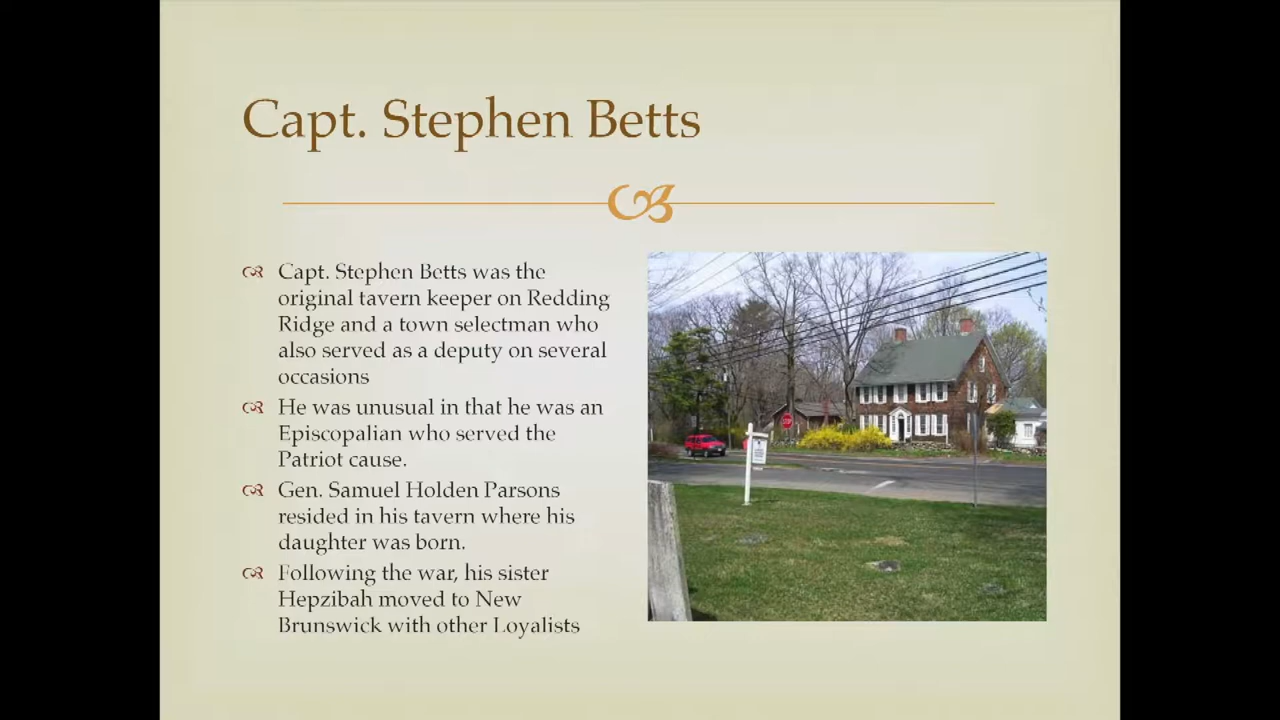 Capt. Stephen Betts
Capt. Stephen Betts was the
original tavern keeper on Redding
Ridge and a town selectman who
also served as a deputy on several
occasions
He was unusual in that he was an
Episcopalian who served the
Patriot cause.
Gen. Samuel Holden Parsons
resided in his tavern where his
daughter was born.
Following the war, his sister
Hepzibah moved to New
Brunswick with other Loyalists
STOP